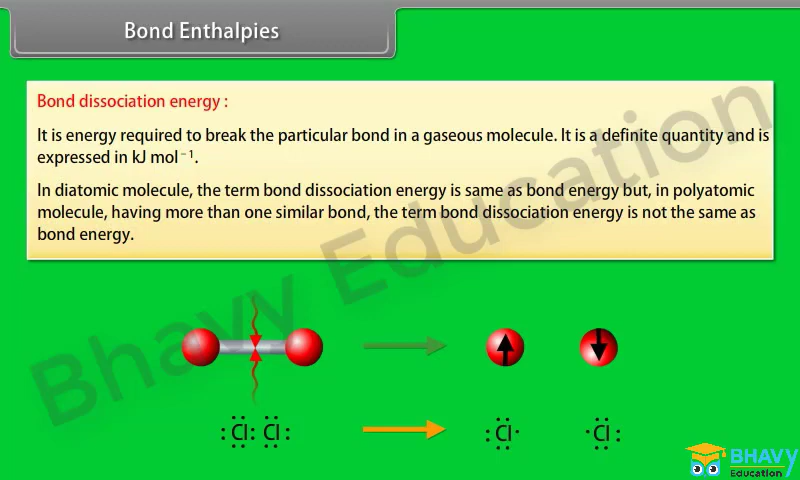 Bond Enthalpies
Bond dissociation energy :
It is energy required to break the particular bond in a gaseous molecule. It is a definite quantity and is
expressed in kJ mol⁻¹.
In diatomic molecule, the term bond dissociation energy is same as bond energy but, in polyatomic
molecule, having more than one similar bond, the term bond dissociation energy is not the same as
bond energy.
Bhavy Education
:Cl:Cl: :Cl· ·Cl:
BHAVY
Education